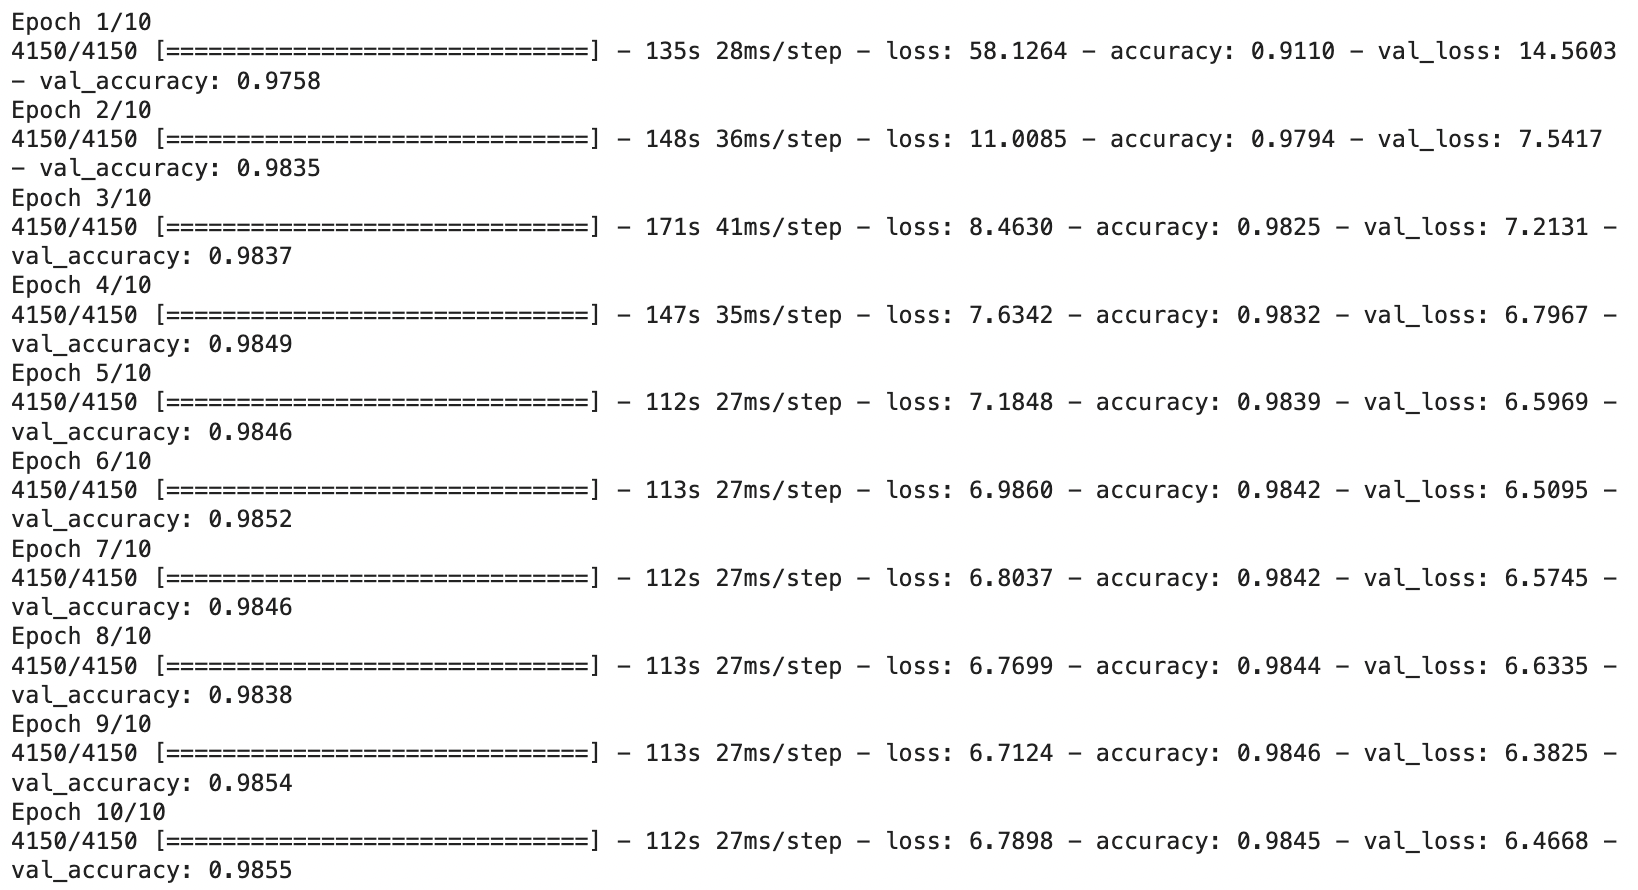 Epoch 1/10
4150/4150 [==============================] – 135s 28ms/step – loss: 58.1264 – accuracy: 0.9110 – val_loss: 14.5603
– val_accuracy: 0.9758
Epoch 2/10
4150/4150 [==============================] – 148s 36ms/step – loss: 11.0085 – accuracy: 0.9794 – val_loss: 7.5417
– val_accuracy: 0.9835
Epoch 3/10
4150/4150 [==============================] – 171s 41ms/step – loss: 8.4630 – accuracy: 0.9825 – val_loss: 7.2131 –
val_accuracy: 0.9837
Epoch 4/10
4150/4150 [==============================] – 147s 35ms/step – loss: 7.6342 – accuracy: 0.9832 – val_loss: 6.7967 –
val_accuracy: 0.9849
Epoch 5/10
4150/4150 [==============================] – 112s 27ms/step – loss: 7.1848 – accuracy: 0.9839 – val_loss: 6.5969 –
val_accuracy: 0.9846
Epoch 6/10
4150/4150 [==============================] – 113s 27ms/step – loss: 6.9860 – accuracy: 0.9842 – val_loss: 6.5095 –
val_accuracy: 0.9852
Epoch 7/10
4150/4150 [==============================] – 112s 27ms/step – loss: 6.8037 – accuracy: 0.9842 – val_loss: 6.5745 –
val_accuracy: 0.9846
Epoch 8/10
4150/4150 [==============================] – 113s 27ms/step – loss: 6.7699 – accuracy: 0.9844 – val_loss: 6.6335 –
val_accuracy: 0.9838
Epoch 9/10
4150/4150 [==============================] – 113s 27ms/step – loss: 6.7124 – accuracy: 0.9846 – val_loss: 6.3825 –
val_accuracy: 0.9854
Epoch 10/10
4150/4150 [==============================] – 112s 27ms/step – loss: 6.7898 – accuracy: 0.9845 – val_loss: 6.4668 –
val_accuracy: 0.9855